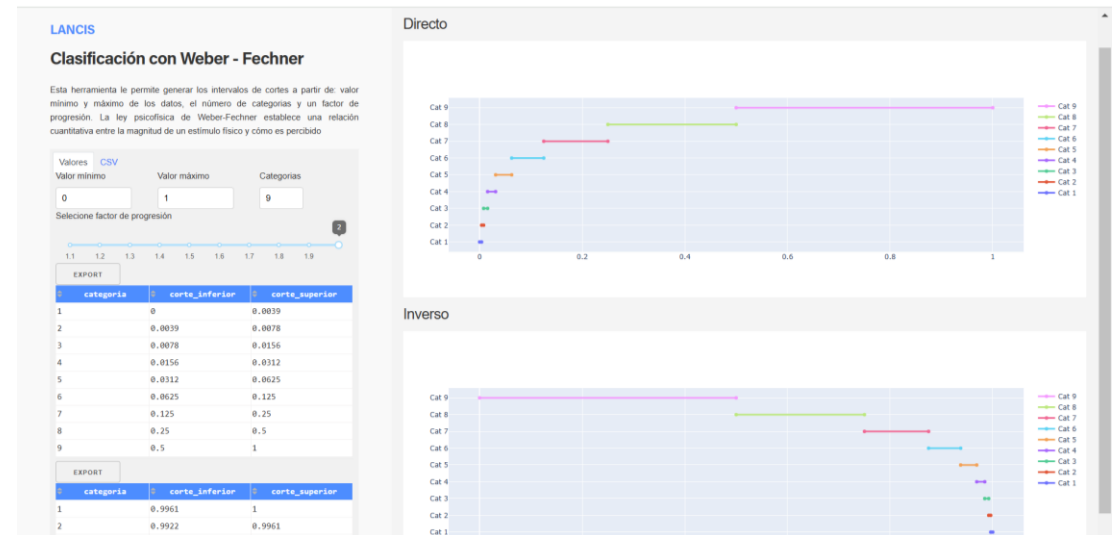 LANCIS
Clasificación con Weber - Fechner
Esta herramienta le permite generar los intervalos de cortes a partir de: valor
mínimo y máximo de los datos, el número de categorias y un factor de
progresión. La ley psicofísica de Weber-Fechner establece una relación
cuantitativa entre la magnitud de un estímulo físico y cómo es percibido
Valores CSV
Valor mínimo Valor máximo Categorias
0 1 9
Selecione factor de progresión
2
1.1 1.2 1.3 1.4 1.5 1.6 1.7 1.8 1.9
EXPORT
categoria corte_inferior corte_superior
1 0 0.0039
2 0.0039 0.0078
3 0.0078 0.0156
4 0.0156 0.0312
5 0.0312 0.0625
6 0.0625 0.125
7 0.125 0.25
8 0.25 0.5
9 0.5 1
EXPORT
categoria corte_inferior corte_superior
1 0.9961 1
2 0.9922 0.9961
Directo
Cat 9
Cat 8
Cat 7
Cat 6
Cat 5
Cat 4
Cat 3
Cat 2
Cat 1
0 0.2 0.4 0.6 0.8 1
Cat 9
Cat 8
Cat 7
Cat 6
Cat 5
Cat 4
Cat 3
Cat 2
Cat 1
Inverso
Cat 9
Cat 8
Cat 7
Cat 6
Cat 5
Cat 4
Cat 3
Cat 2
Cat 1
Cat 9
Cat 8
Cat 7
Cat 6
Cat 5
Cat 4
Cat 3
Cat 2
Cat 1